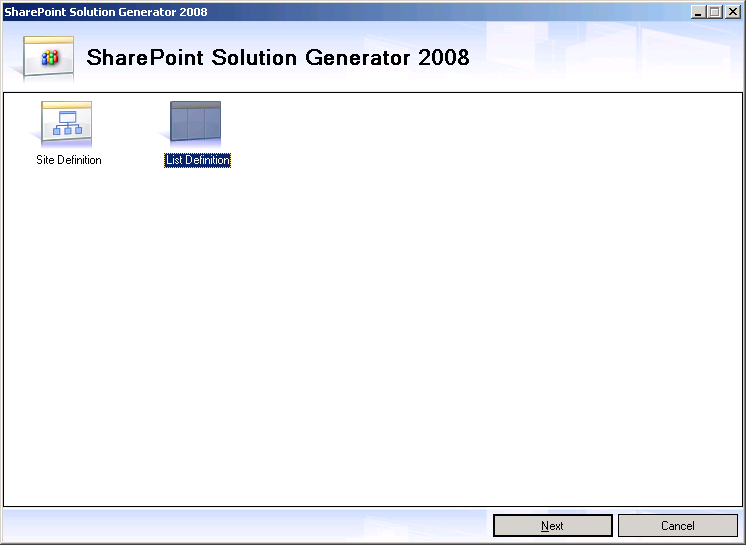 SharePoint Solution Generator 2008
SharePoint Solution Generator 2008
Site Definition
List Definition
Next
Cancel